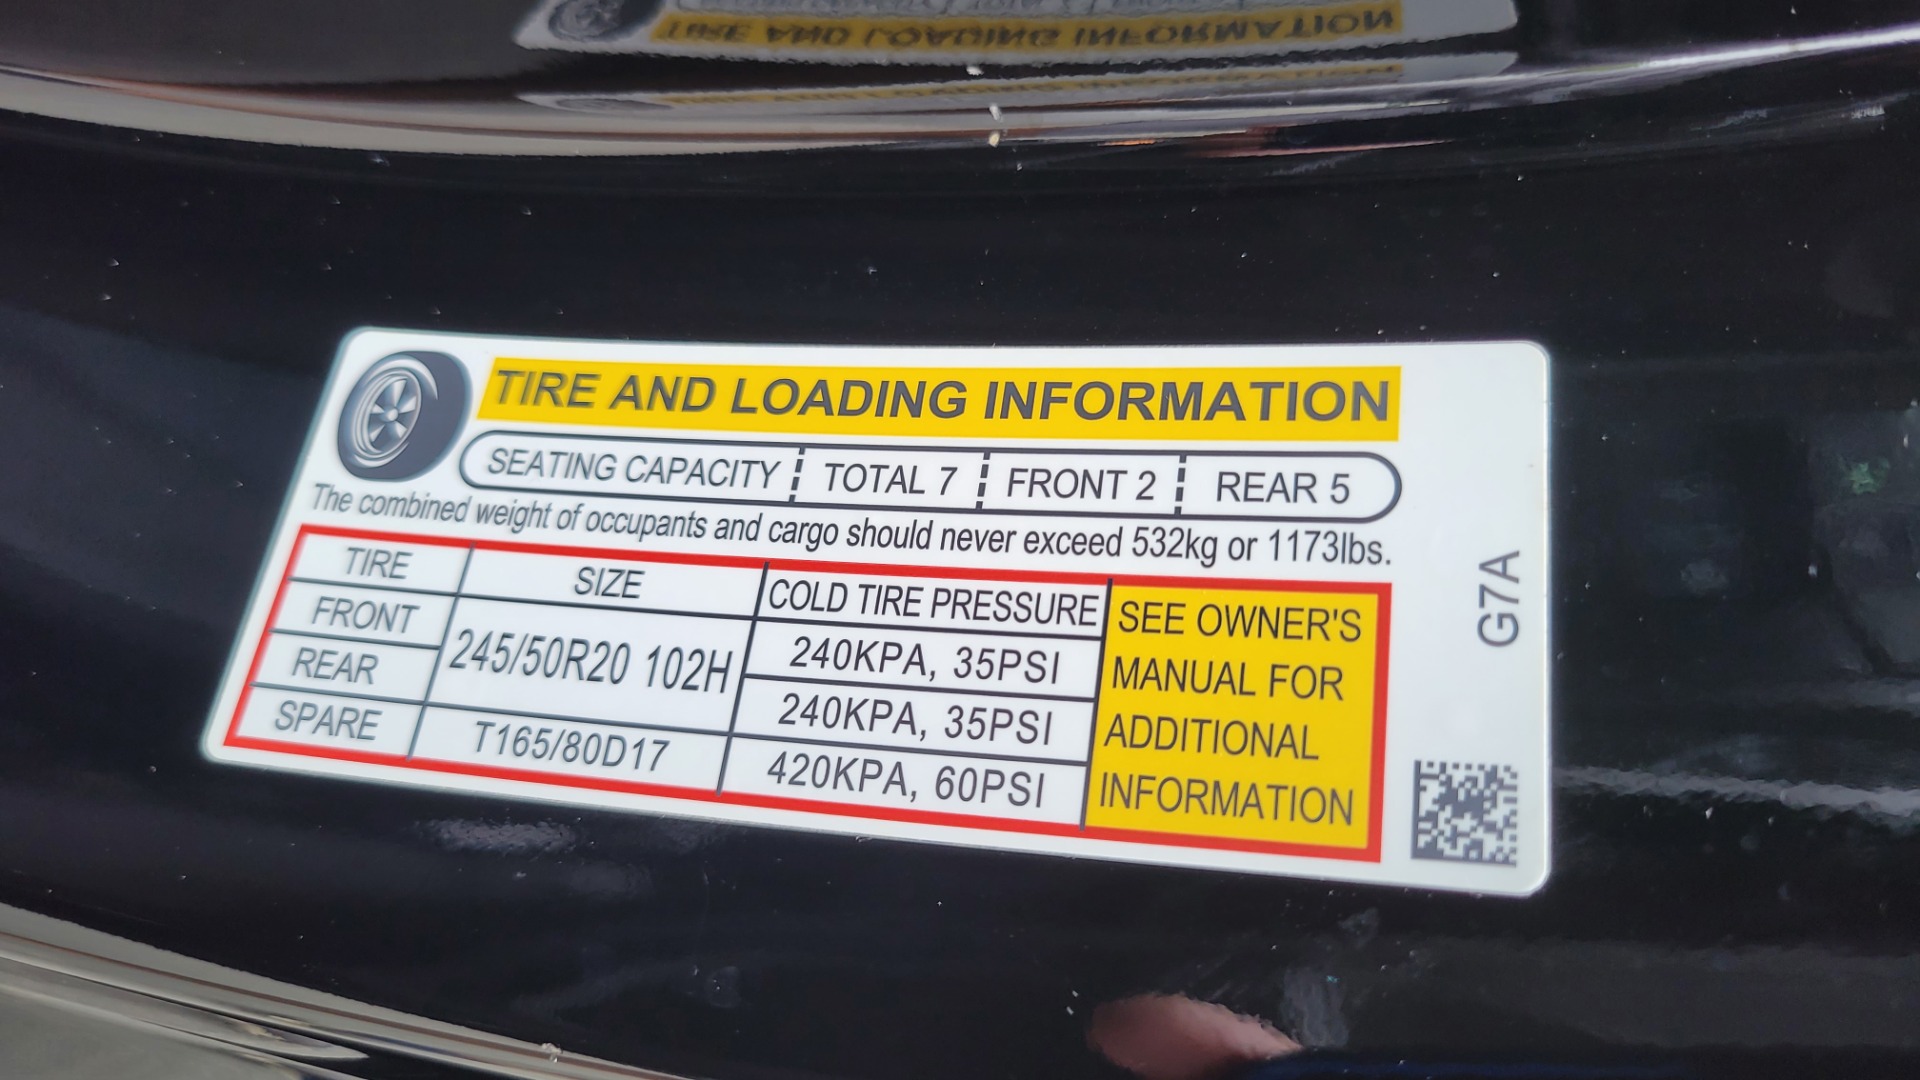 TIRE AND LOADING INFORMATION
SEATING CAPACITY TOTAL 7 FRONT 2 REAR 5
The combined weight of occupants and cargo should never exceed 532kg or 1173lbs.
TIRE SIZE COLD TIRE PRESSURE
FRONT 245/50R20 102H 240KPA, 35PSI
REAR 240KPA, 35PSI
SPARE T165/80D17 420KPA, 60PSI
SEE OWNER'S
MANUAL FOR
ADDITIONAL
INFORMATION
G7A